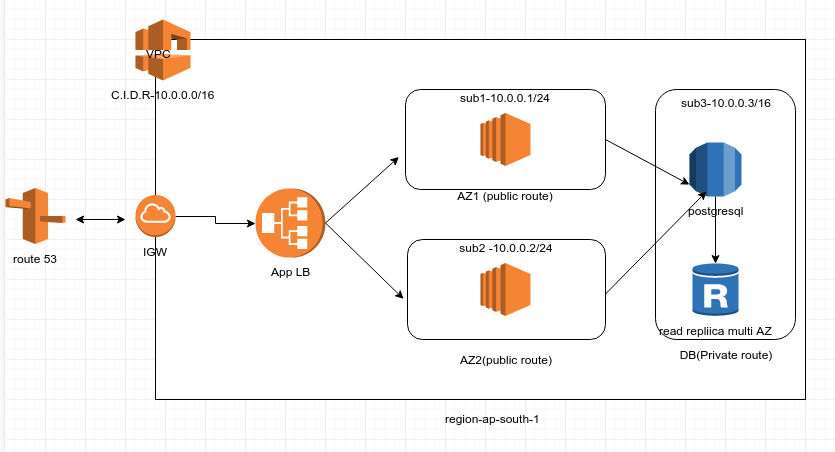 VPC
C.I.D.R-10.0.0.0/16
sub1-10.0.0.1/24
AZ1 (public route)
sub3-10.0.0.3/16
postgresql
route 53
IGW
App LB
sub2 -10.0.0.2/24
AZ2(public route)
R
read repliica multi AZ
DB(Private route)
region-ap-south-1